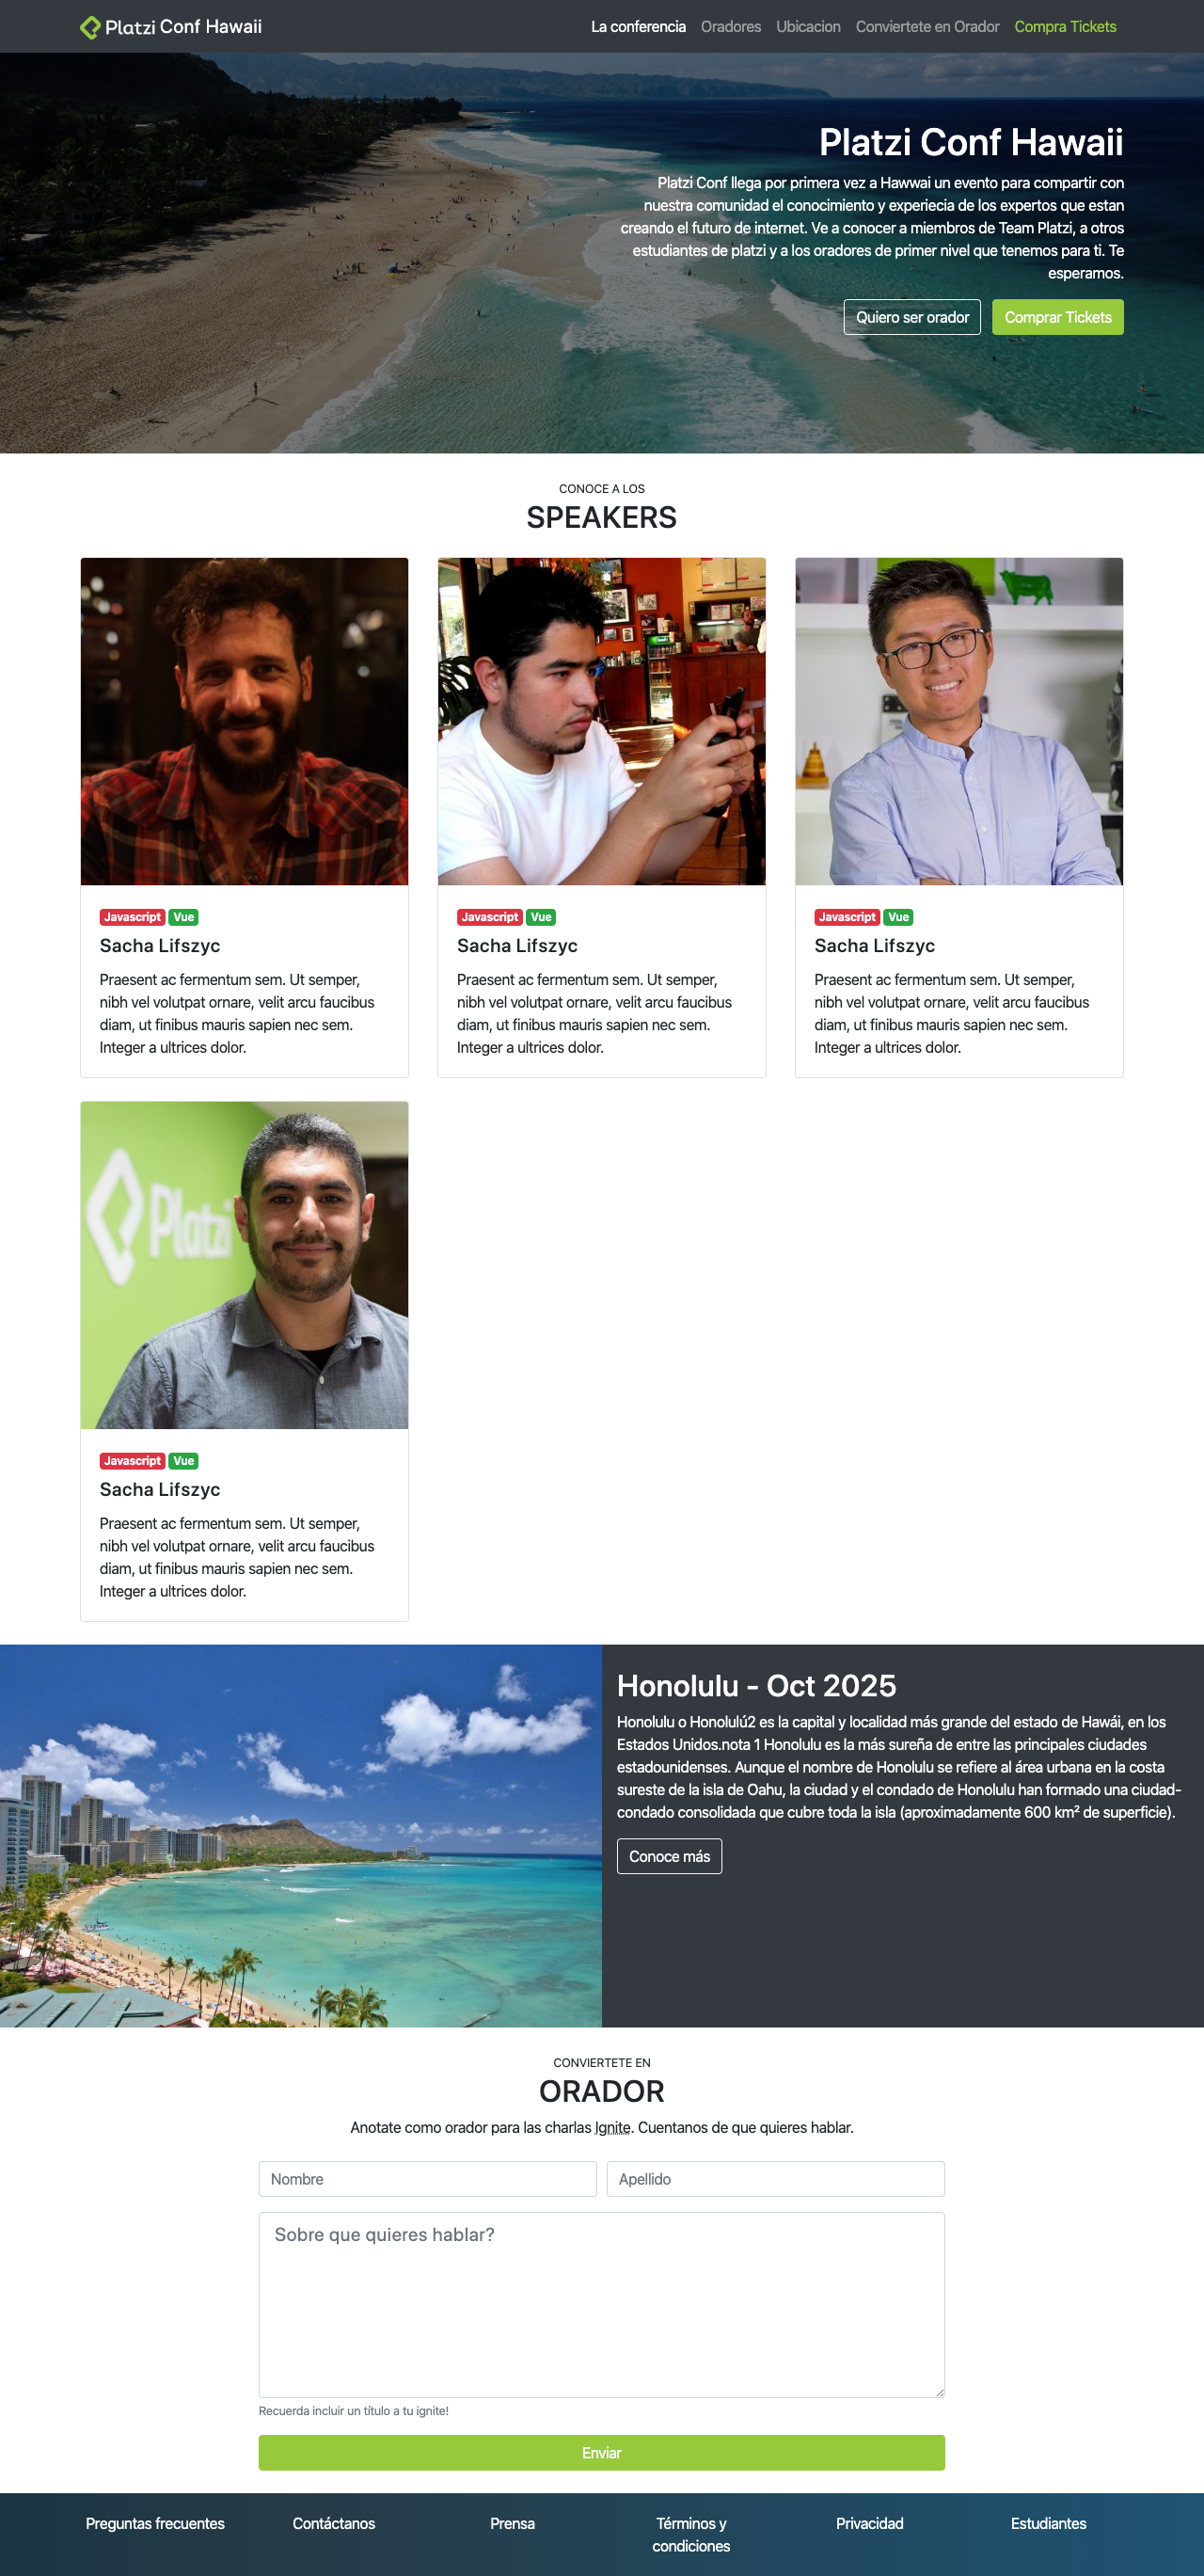 Platzi Conf Hawaii
La conferencia Oradores Ubicacion Conviertete en Orador Compra Tickets
Platzi Conf Hawaii
Platzi Conf llega por primera vez a Hawwai un evento para compartir con
nuestra comunidad el conocimiento y experiecia de los expertos que estan
creando el futuro de internet. Ve a conocer a miembros de Team Platzi, a otros
estudiantes de platzi y a los oradores de primer nivel que tenemos para ti. Te
esperamos.
Quiero ser orador Comprar Tickets
CONOCE A LOS
SPEAKERS
Javascript Vue
Sacha Lifszyc
Praesent ac fermentum sem. Ut semper,
nibh vel volutpat ornare, velit arcu faucibus
diam, ut finibus mauris sapien nec sem.
Integer a ultrices dolor.
Javascript Vue
Sacha Lifszyc
Praesent ac fermentum sem. Ut semper,
nibh vel volutpat ornare, velit arcu faucibus
diam, ut finibus mauris sapien nec sem.
Integer a ultrices dolor.
Javascript Vue
Sacha Lifszyc
Praesent ac fermentum sem. Ut semper,
nibh vel volutpat ornare, velit arcu faucibus
diam, ut finibus mauris sapien nec sem.
Integer a ultrices dolor.
Platzi
Javascript Vue
Sacha Lifszyc
Praesent ac fermentum sem. Ut semper,
nibh vel volutpat ornare, velit arcu faucibus
diam, ut finibus mauris sapien nec sem.
Integer a ultrices dolor.
Honolulu - Oct 2025
Honolulu o Honolulú2 es la capital y localidad más grande del estado de Hawái, en los
Estados Unidos.nota 1 Honolulu es la más sureña de entre las principales ciudades
estadounidenses. Aunque el nombre de Honolulu se refiere al área urbana en la costa
sureste de la isla de Oahu, la ciudad y el condado de Honolulu han formado una ciudad-
condado consolidada que cubre toda la isla (aproximadamente 600 km² de superficie).
Conoce más
CONVIERTETE EN
ORADOR
Anotate como orador para las charlas Ignite. Cuentanos de que quieres hablar.
Nombre Apellido
Sobre que quieres hablar?
Recuerda incluir un título a tu ignite!
Enviar
Preguntas frecuentes Contáctanos Prensa Términos y condiciones Privacidad Estudiantes